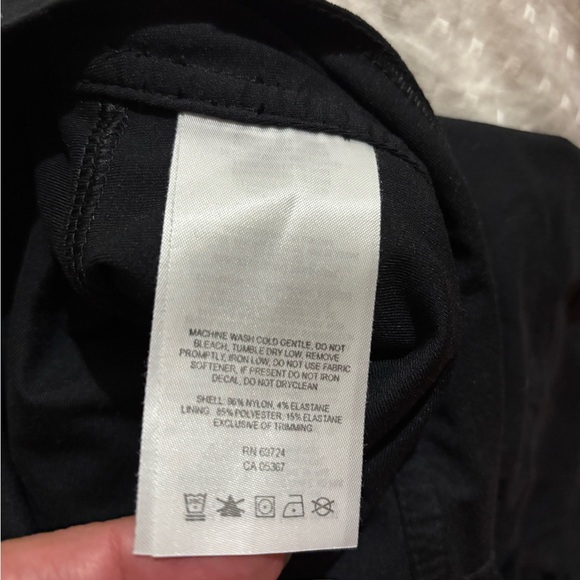 MACHINE WASH COLD GENTLE, DO NOT
BLEACH, TUMBLE DRY LOW, REMOVE
PROMPTLY, IRON LOW, DO NOT USE FABRIC
SOFTENER, IF PRESENT DO NOT IRON
DECAL, DO NOT DRYCLEAN
SHELL: 96% NYLON, 4% ELASTANE
LINING: 85% POLYESTER, 15% ELASTANE
EXCLUSIVE OF TRIMMING
RN 69724
CA 05367